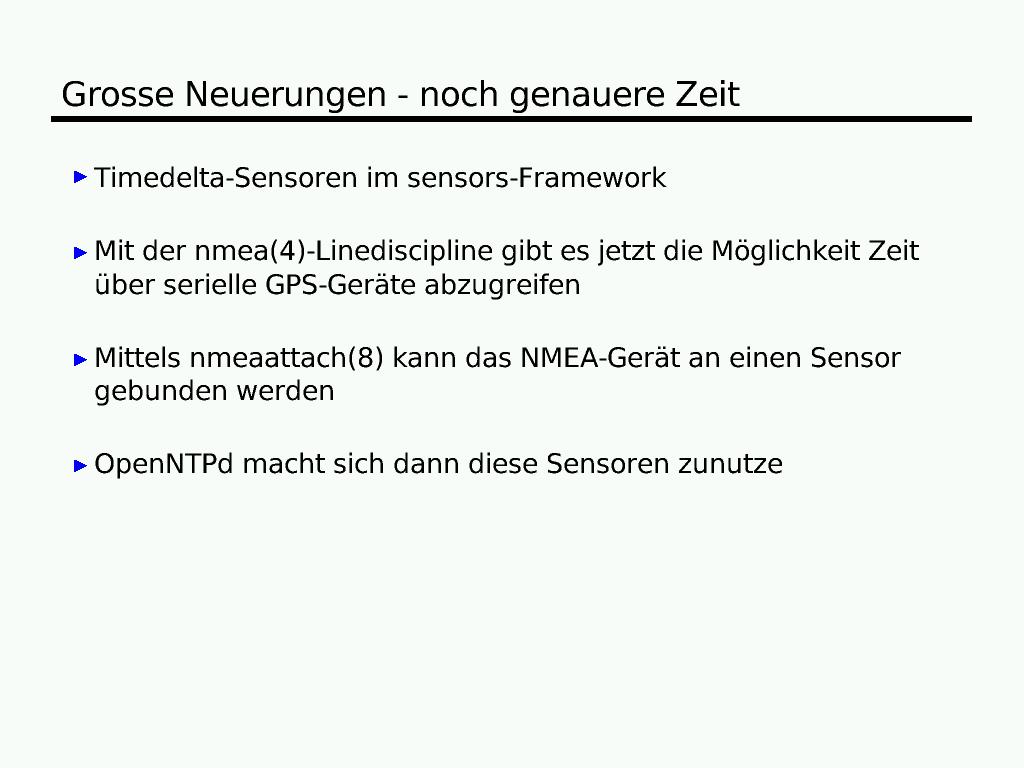 Grosse Neuerungen - noch genauere Zeit
Timedelta-Sensoren im sensors-Framework
Mit der nmea(4)-Linediscipline gibt es jetzt die Möglichkeit Zeit
über serielle GPS-Geräte abzugreifen
Mittels nmeaattach(8) kann das NMEA-Gerät an einen Sensor
gebunden werden
OpenNTPd macht sich dann diese Sensoren zunutze